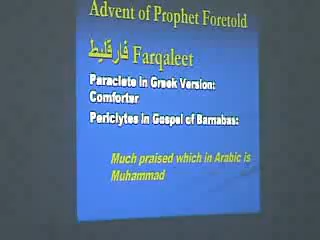 Advent of Prophet Foretold
فارقليط Farqaleet
Paraclete in Greek Version:
Comforter
Periclytes in Gospel of Barnabas:
Much praised which in Arabic is
Muhammad